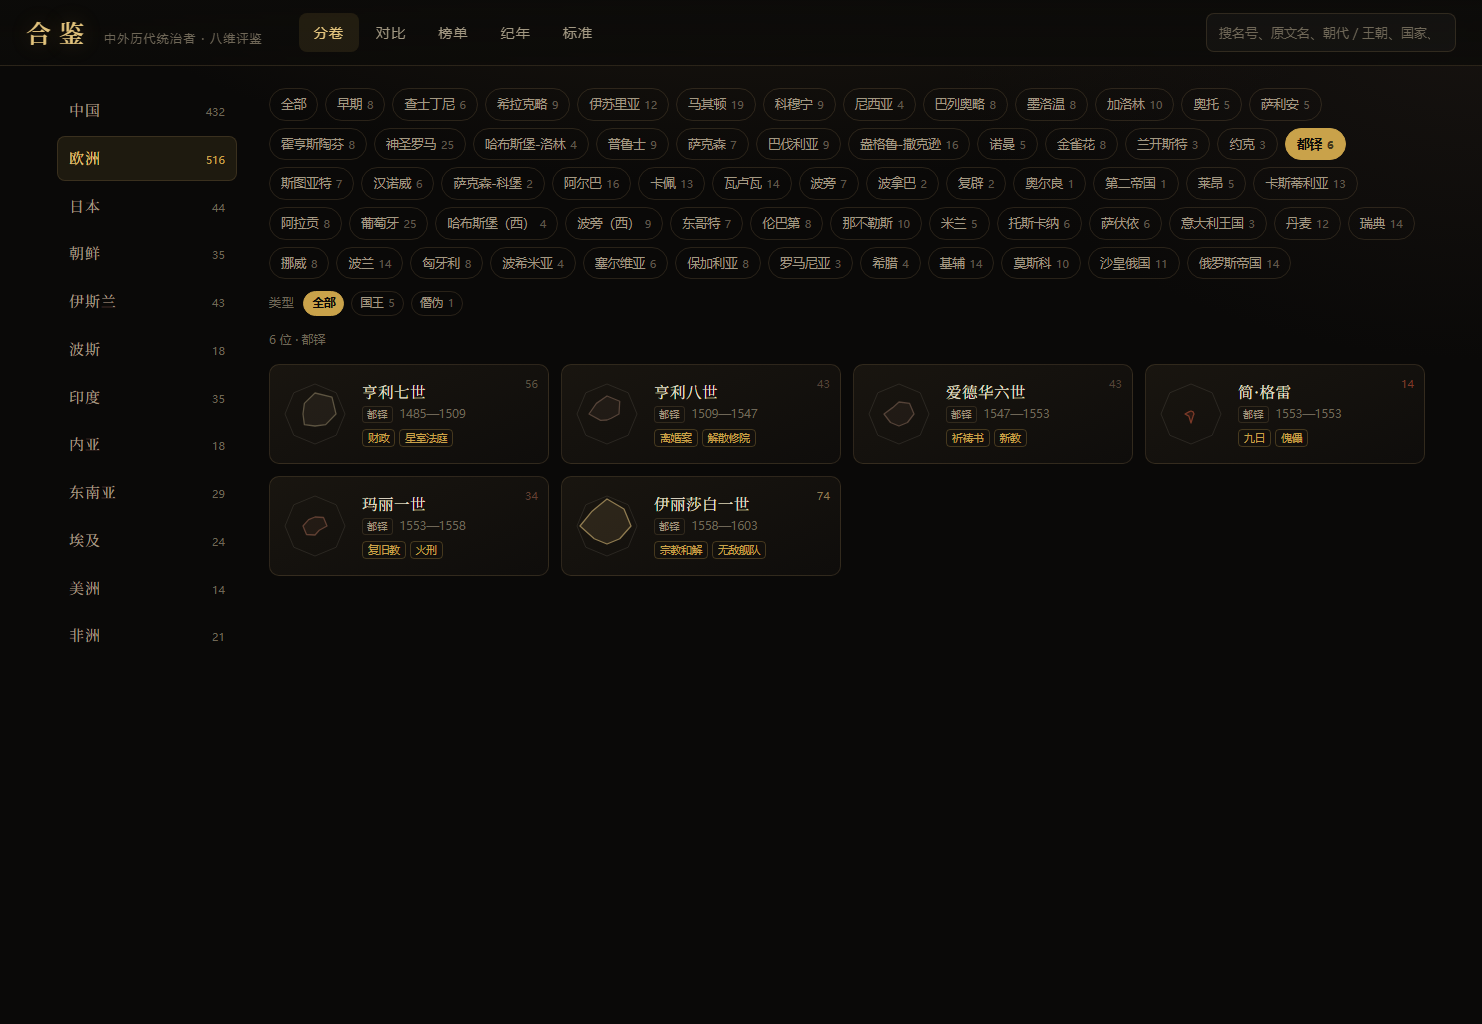 合鉴 中外历代统治者 · 八维评鉴 分卷 对比 榜单 纪年 标准 搜名号、原文名、朝代 / 王朝、国家、
中国 432
欧洲 516
日本 44
朝鲜 35
伊斯兰 43
波斯 18
印度 35
内亚 18
东南亚 29
埃及 24
美洲 14
非洲 21
全部 早期 8 查士丁尼 6 希拉克略 9 伊苏里亚 12 马其顿 19 科穆宁 9 尼西亚 4 巴列奥略 8 墨洛温 8 加洛林 10 奥托 5 萨利安 5
霍亨斯陶芬 8 神圣罗马 25 哈布斯堡-洛林 4 普鲁士 9 萨克森 7 巴伐利亚 9 盎格鲁-撒克逊 16 诺曼 5 金雀花 8 兰开斯特 3 约克 3 都铎 6
斯图亚特 7 汉诺威 6 萨克森-科堡 2 阿尔巴 16 卡佩 13 瓦卢瓦 14 波旁 7 波拿巴 2 复辟 2 奥尔良 1 第二帝国 1 莱昂 5 卡斯蒂利亚 13
阿拉贡 8 葡萄牙 25 哈布斯堡（西） 4 波旁（西） 9 东哥特 7 伦巴第 8 那不勒斯 10 米兰 5 托斯卡纳 6 萨伏依 6 意大利王国 3 丹麦 12 瑞典 14
挪威 8 波兰 14 匈牙利 8 波希米亚 4 塞尔维亚 6 保加利亚 8 罗马尼亚 3 希腊 4 基辅 14 莫斯科 10 沙皇俄国 11 俄罗斯帝国 14
类型 全部 国王 5 僭伪 1
6 位 · 都铎
亨利七世 56
都铎 1485—1509
财政 星室法庭
亨利八世 43
都铎 1509—1547
离婚案 解散修院
爱德华六世 43
都铎 1547—1553
祈祷书 新教
简·格雷 14
都铎 1553—1553
九日 傀儡
玛丽一世 34
都铎 1553—1558
复旧教 火刑
伊丽莎白一世 74
都铎 1558—1603
宗教和解 无敌舰队